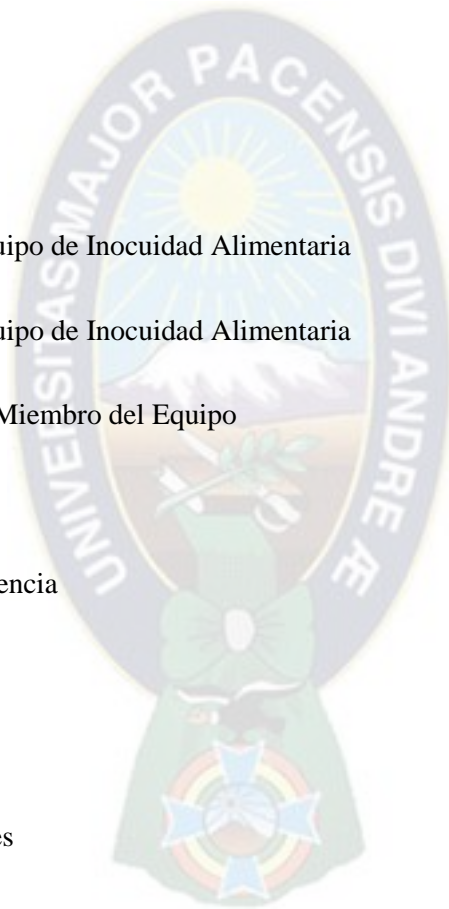 UNIVERSITAS MAJOR PACENSIS DIVI ANDRE Æ
uipo de Inocuidad Alimentaria
uipo de Inocuidad Alimentaria
Miembro del Equipo
encia
es